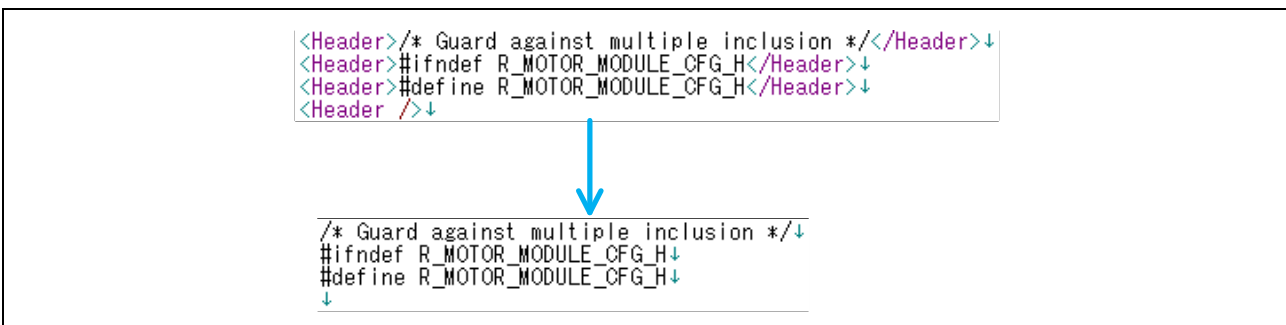 <Header>/* Guard against multiple inclusion */</Header>↓
<Header>#ifndef R_MOTOR_MODULE_CFG_H</Header>↓
<Header>#define R_MOTOR_MODULE_CFG_H</Header>↓
<Header />↓
/* Guard against multiple inclusion */↓
#ifndef R_MOTOR_MODULE_CFG_H↓
#define R_MOTOR_MODULE_CFG_H↓
↓